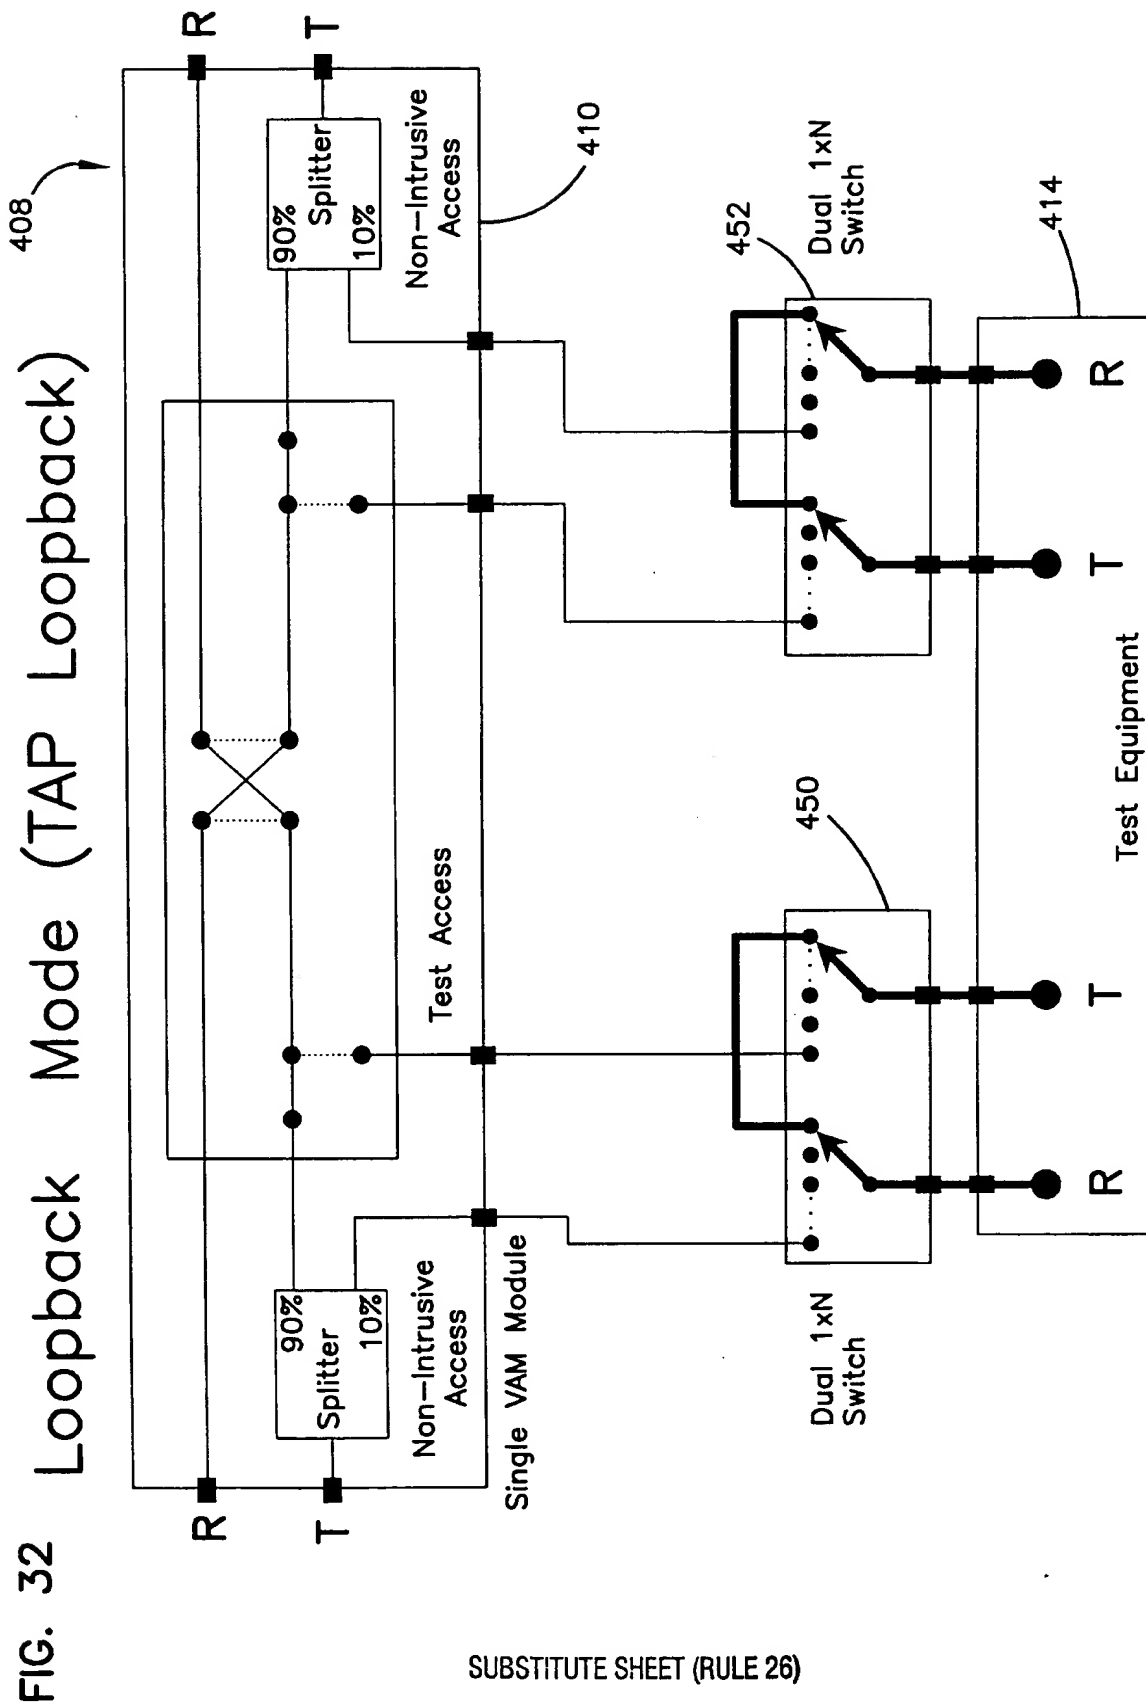 FIG. 32 Loopback Mode (TAP Loopback)
408
R
T
R
T
Splitter
90%
10%
Non-Intrusive
Access
Single VAM Module
Test Access
90%
10%
Splitter
Non-Intrusive
Access
410
Dual 1xN
Switch
450
452
Dual 1xN
Switch
414
R
T
T
R
Test Equipment
SUBSTITUTE SHEET (RULE 26)